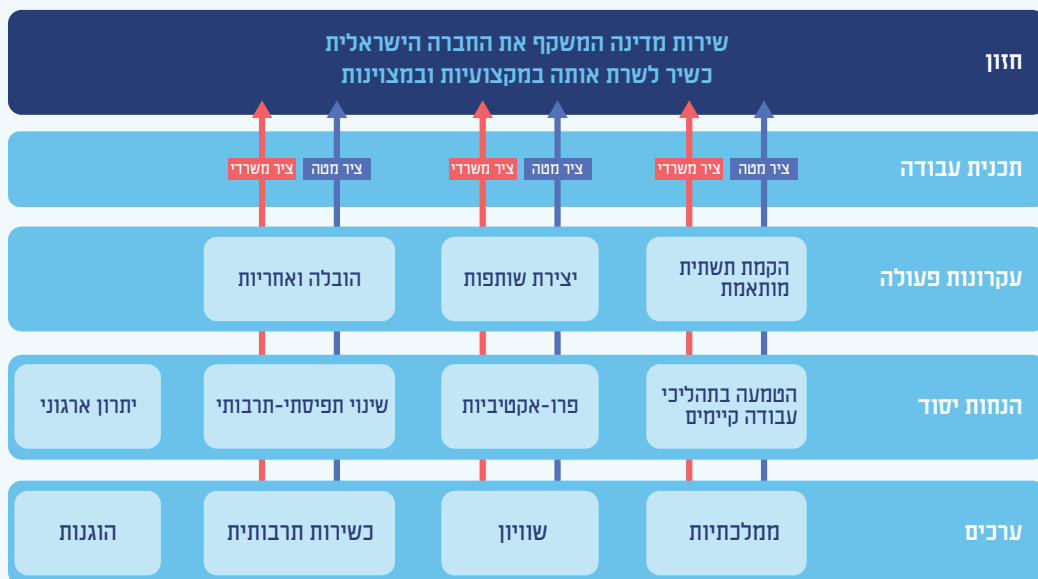 חזון
שירות מדינה המשקף את החברה הישראלית
כשיר לשרת אותה במקצועיות ובמצוינות
תכנית עבודה
ציר מטה
ציר משרדי
ציר מטה
ציר משרדי
ציר מטה
ציר משרדי
עקרונות פעולה
הקמת תשתית
מותאמת
יצירת שותפות
הובלה ואחריות
הנחות יסוד
הטמעה בתהליכי
עבודה קיימים
פרו-אקטיביות
שינוי תפיסתי-תרבותי
יתרון ארגוני
ערכים
ממלכתיות
שוויון
כשירות תרבותית
הוגנות